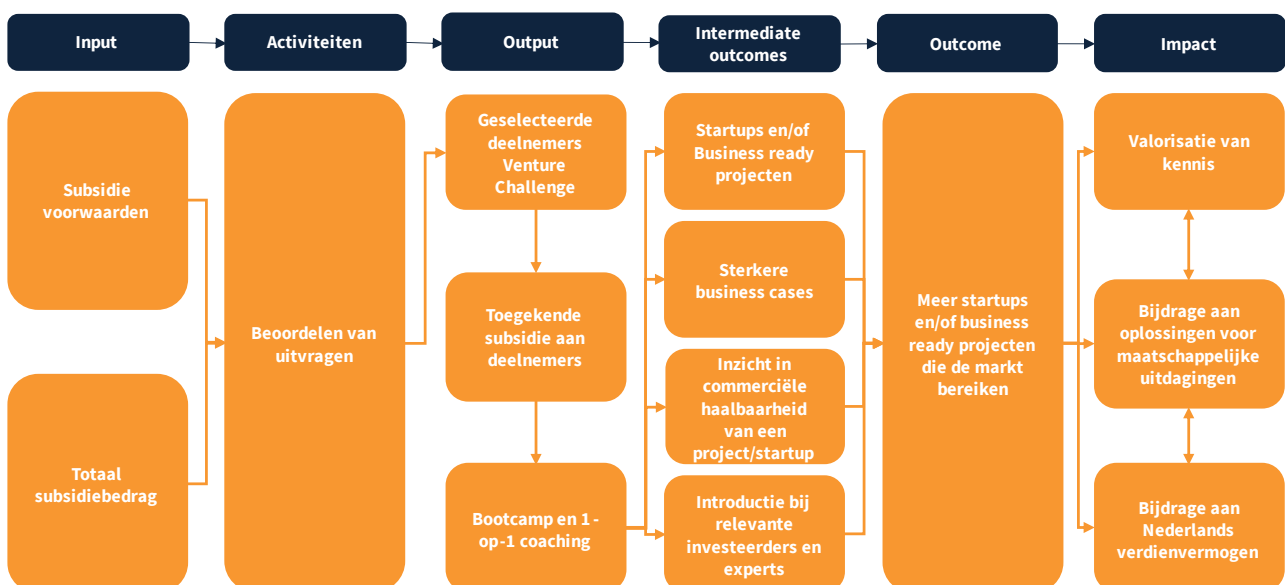 Input
Activiteiten
Output
Intermediate
outcomes
Outcome
Impact
Subsidie
voorwaarden
Totaal
subsidiebedrag
Beoordelen van
uitvragen
Geselecteerde
deelnemers
Venture
Challenge
Toegekende
subsidie aan
deelnemers
Bootcamp en 1 -
op-1 coaching
Startups en/of
Business ready
projecten
Sterkere
business cases
Inzicht in
commerciële
haalbaarheid
van een
project/startup
Introductie bij
relevante
investeerders en
experts
Meer startups
en/of business
ready projecten
die de markt
bereiken
Valorisatie van
kennis
Bijdrage aan
oplossingen voor
maatschappelijke
uitdagingen
Bijdrage aan
Nederlands
verdienvermogen